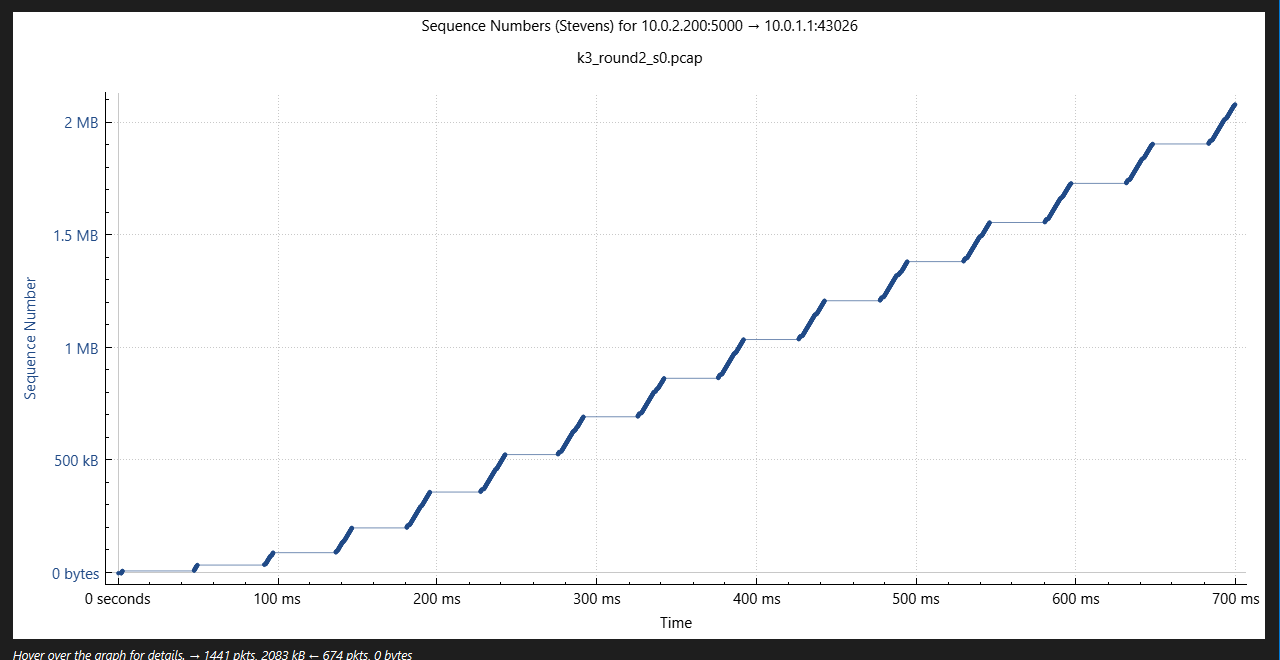 Sequence Numbers (Stevens) for 10.0.2.200:5000 → 10.0.1.1:43026
k3_round2_s0.pcap
2 MB
1.5 MB
1 MB
500 kB
0 bytes
Sequence Number
0 seconds 100 ms 200 ms 300 ms 400 ms 500 ms 600 ms 700 ms
Time
Hover over the graph for details. → 1441 pkts, 2083 kB ← 674 pkts, 0 bytes